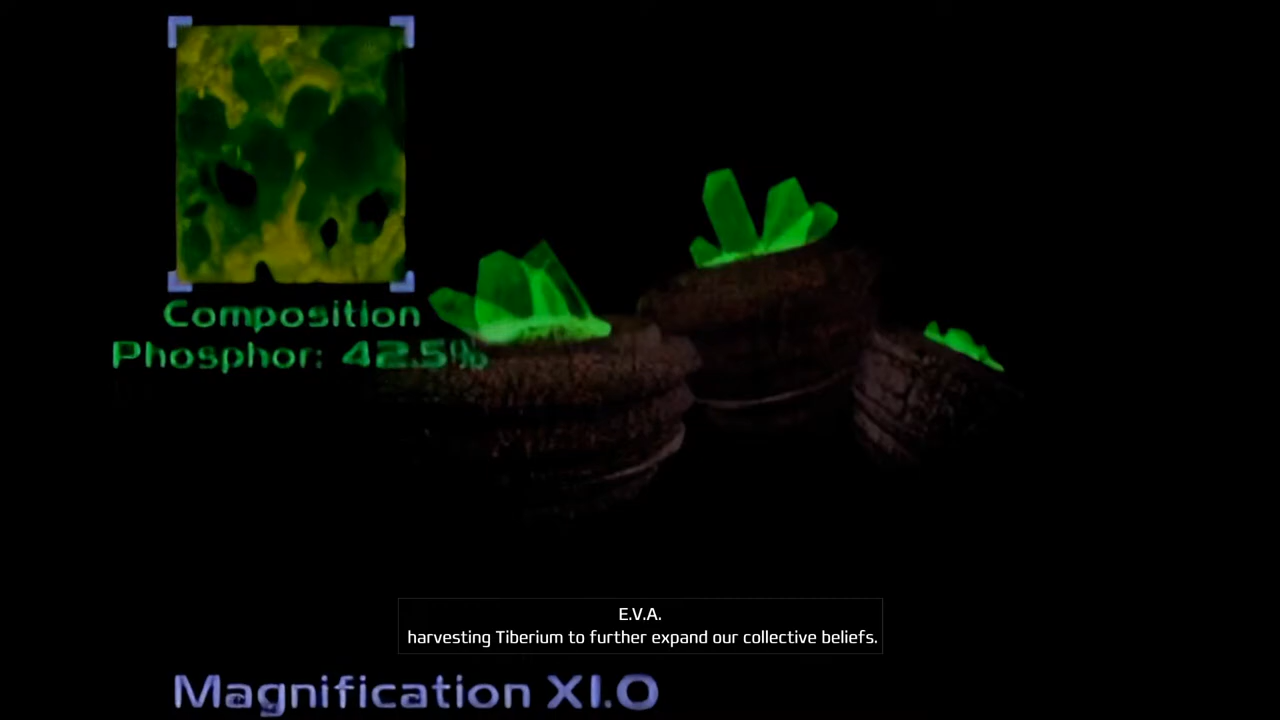 Composition
Phosphor: 42.5%
E.V.A.
harvesting Tiberium to further expand our collective beliefs.
Magnification X1.0